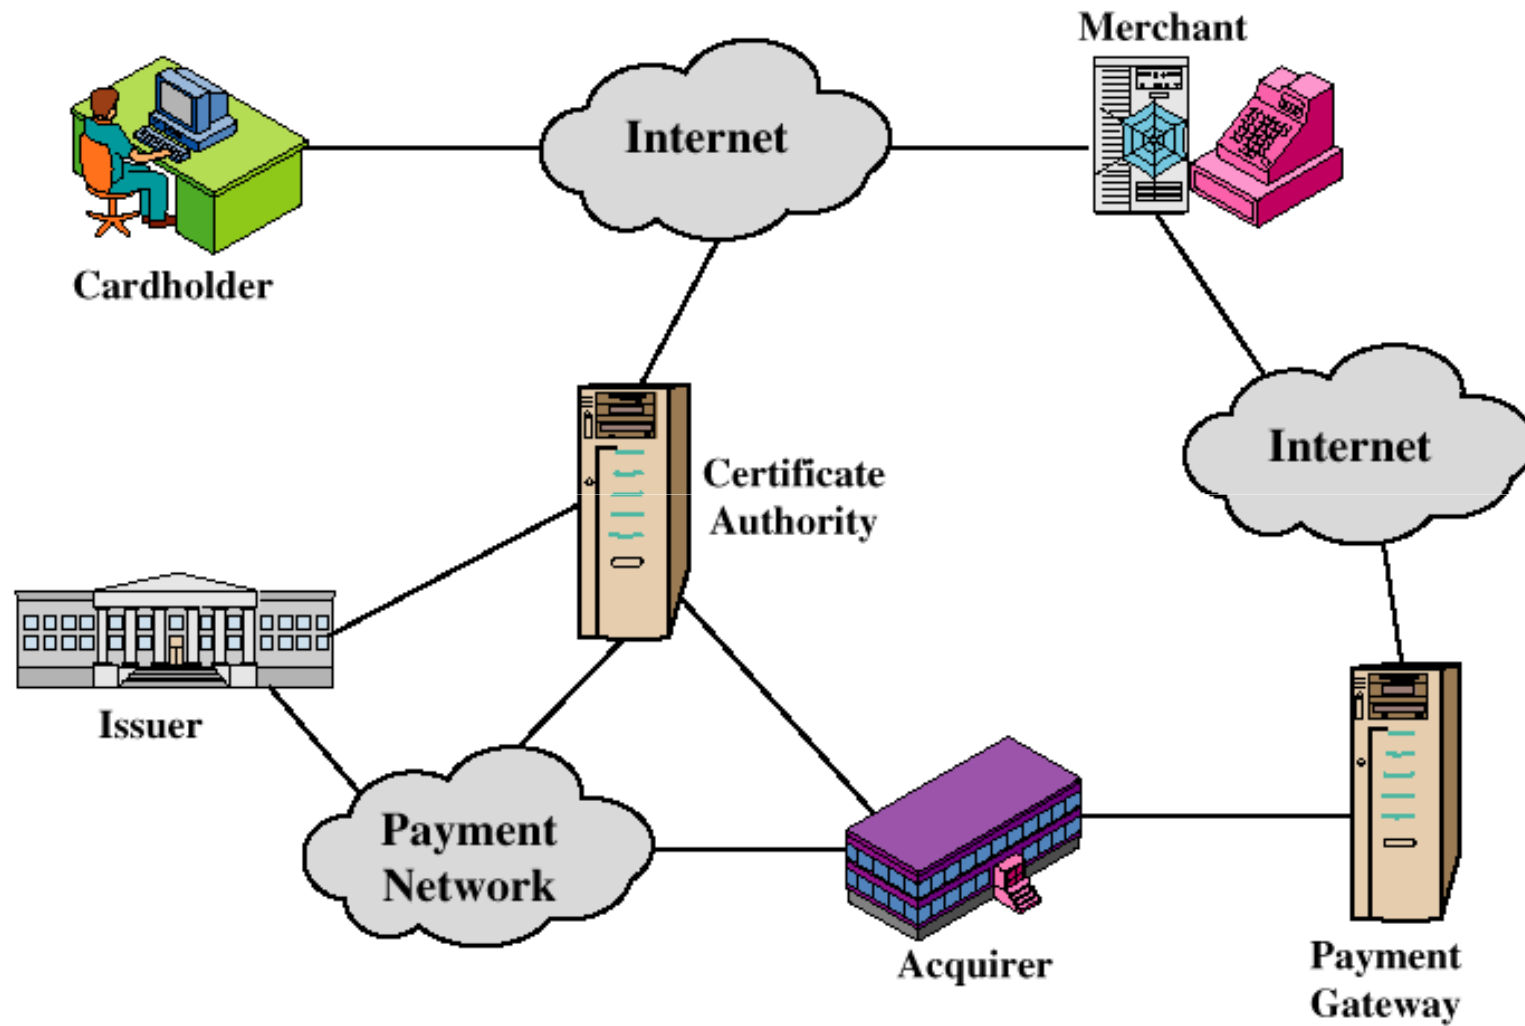 Merchant
Internet
Cardholder
Internet
Certificate
Authority
Issuer
Payment
Network
Acquirer
Payment
Gateway